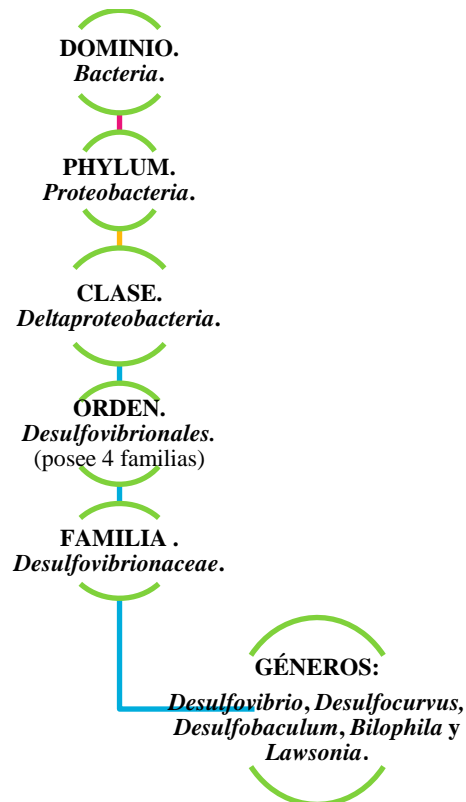 DOMINIO.
Bacteria.
PHYLUM.
Proteobacteria.
CLASE.
Deltaproteobacteria.
ORDEN.
Desulfovibrionales.
(posee 4 familias)
FAMILIA .
Desulfovibrionaceae.
GÉNEROS:
Desulfovibrio, Desulfocurvus,
Desulfobaculum, Bilophila y
Lawsonia.